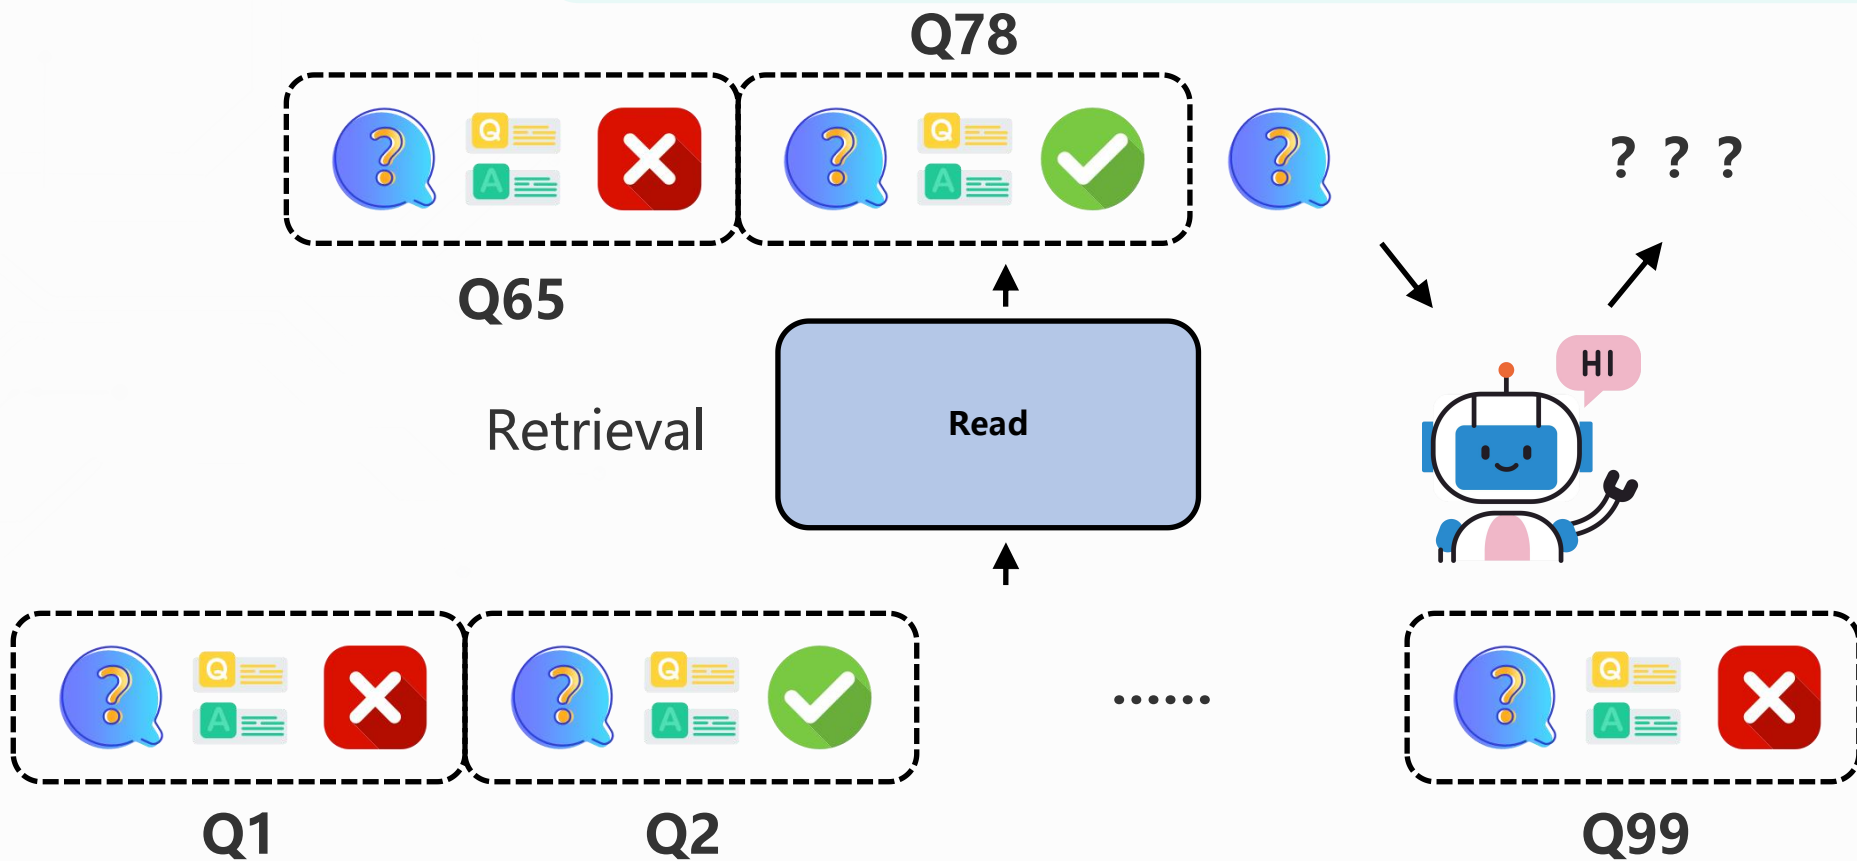 Q78
? Q A ? Q A ?
? ? ?
Q65
HI
Retrieval
Read
? Q A ? Q A ...... ? Q A
Q1 Q2 Q99